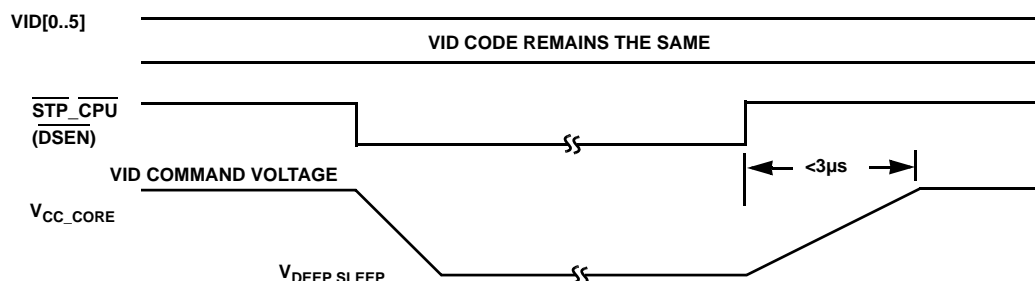 VID[0..5]
VID CODE REMAINS THE SAME
STP_CPU
(DSEN)
<3µs
VID COMMAND VOLTAGE
VCC_CORE
VDEEP SLEEP